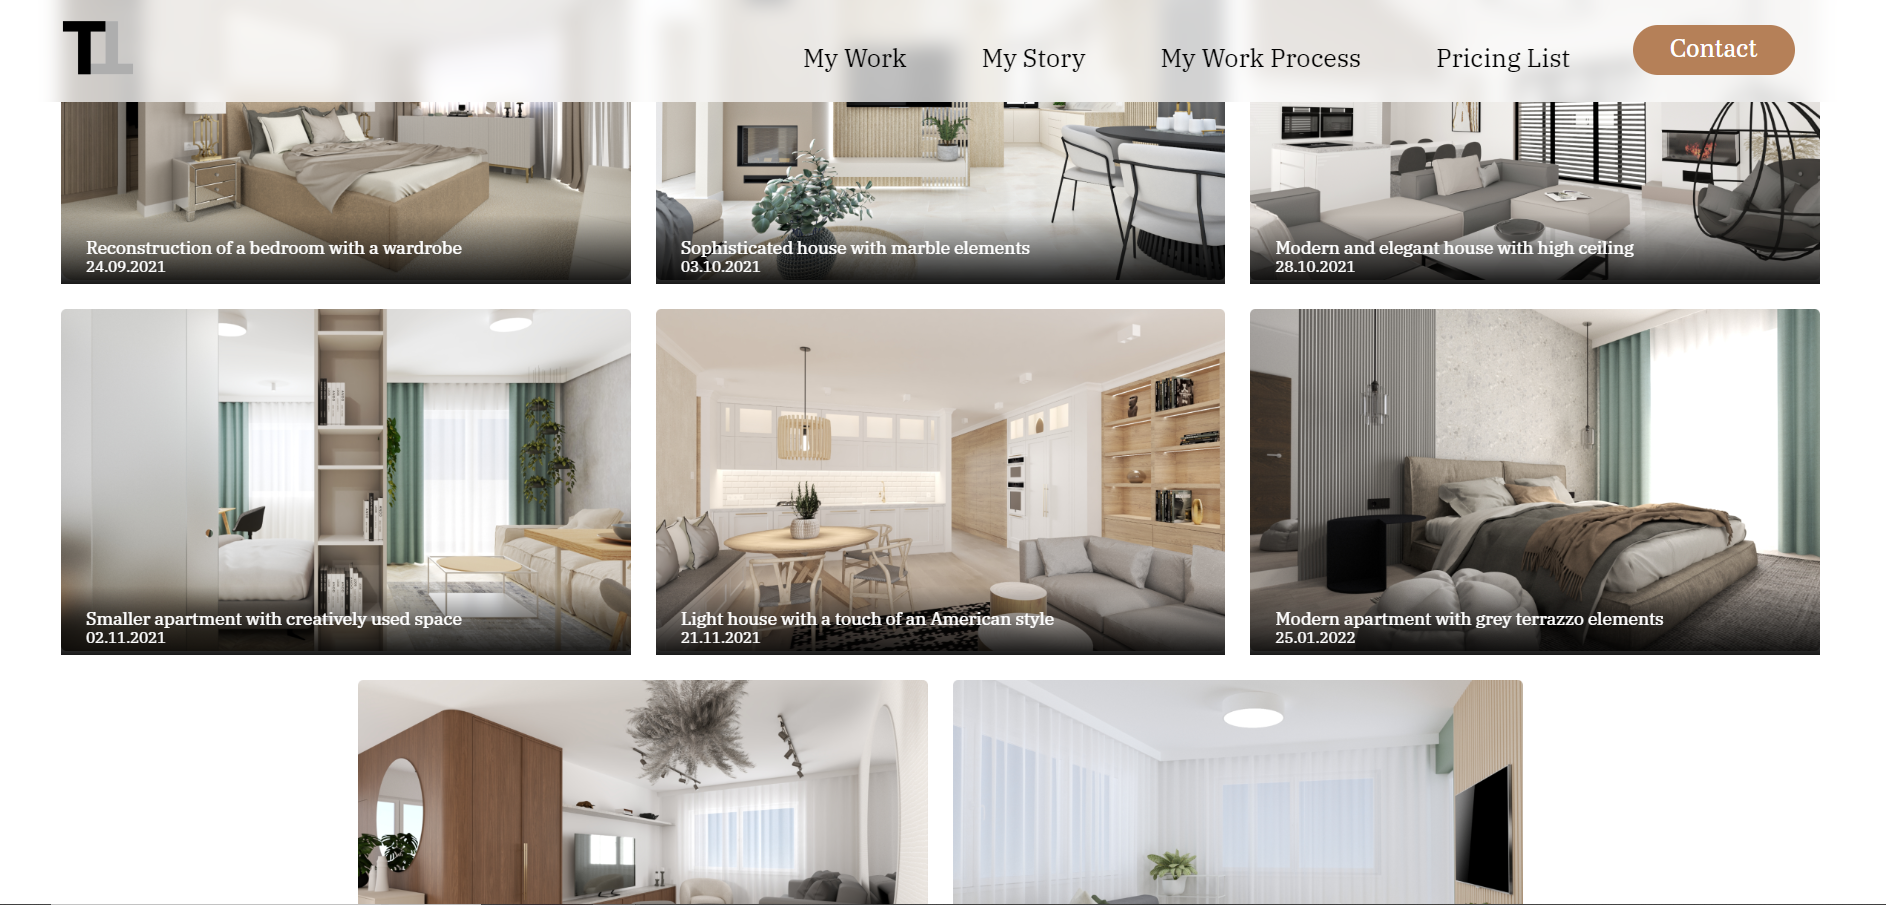 My Work
My Story
My Work Process
Pricing List
Contact
Reconstruction of a bedroom with a wardrobe
24.09.2021
Sophisticated house with marble elements
03.10.2021
Modern and elegant house with high ceiling
28.10.2021
Smaller apartment with creatively used space
02.11.2021
Light house with a touch of an American style
21.11.2021
Modern apartment with grey terrazzo elements
25.01.2022